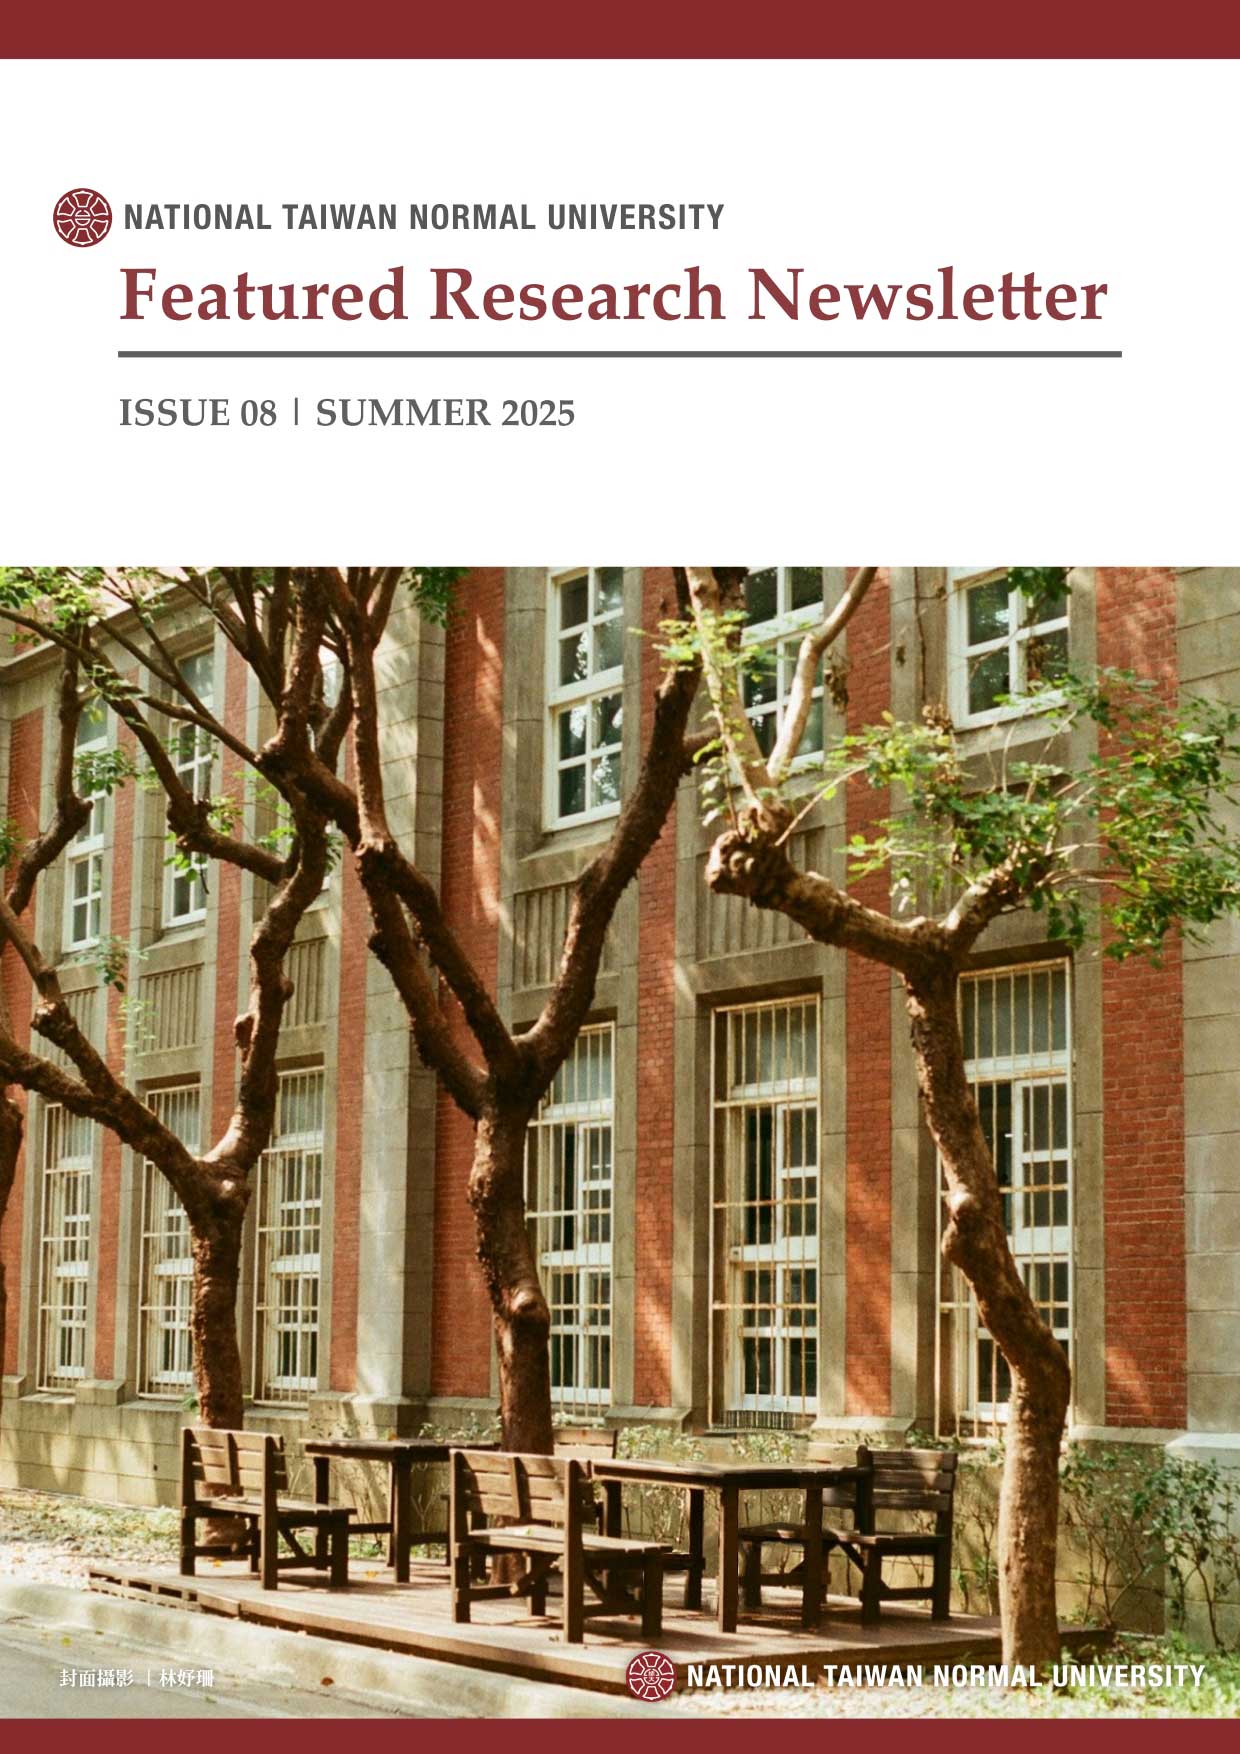 NATIONAL TAIWAN NORMAL UNIVERSITY
Featured Research Newsletter
ISSUE 08 | SUMMER 2025
封面攝影 | 林妤珊
NATIONAL TAIWAN NORMAL UNIVERSITY